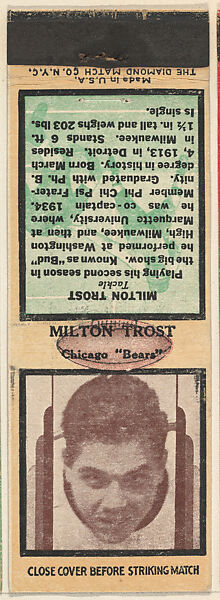 MILTON TROST
Chicago "Bears"
CLOSE COVER BEFORE STRIKING MATCH
MILTON TROST
Tackle
Playing his second season in
the big show. Known as "Bud"
he performed at Washington
High, Milwaukee, and then at
Marquette University, where
he was co-captain 1934.
Member Phi Chi Psi Frater-
nity. Graduated with Ph. B.
degree in history. Born March
4, 1913, in Detroit. Resides
in Milwaukee. Stands 6 ft.
1½ in. tall and weighs 203 lbs.
Is single.
THE DIAMOND MATCH CO. N.Y.C.
Made in U.S.A.